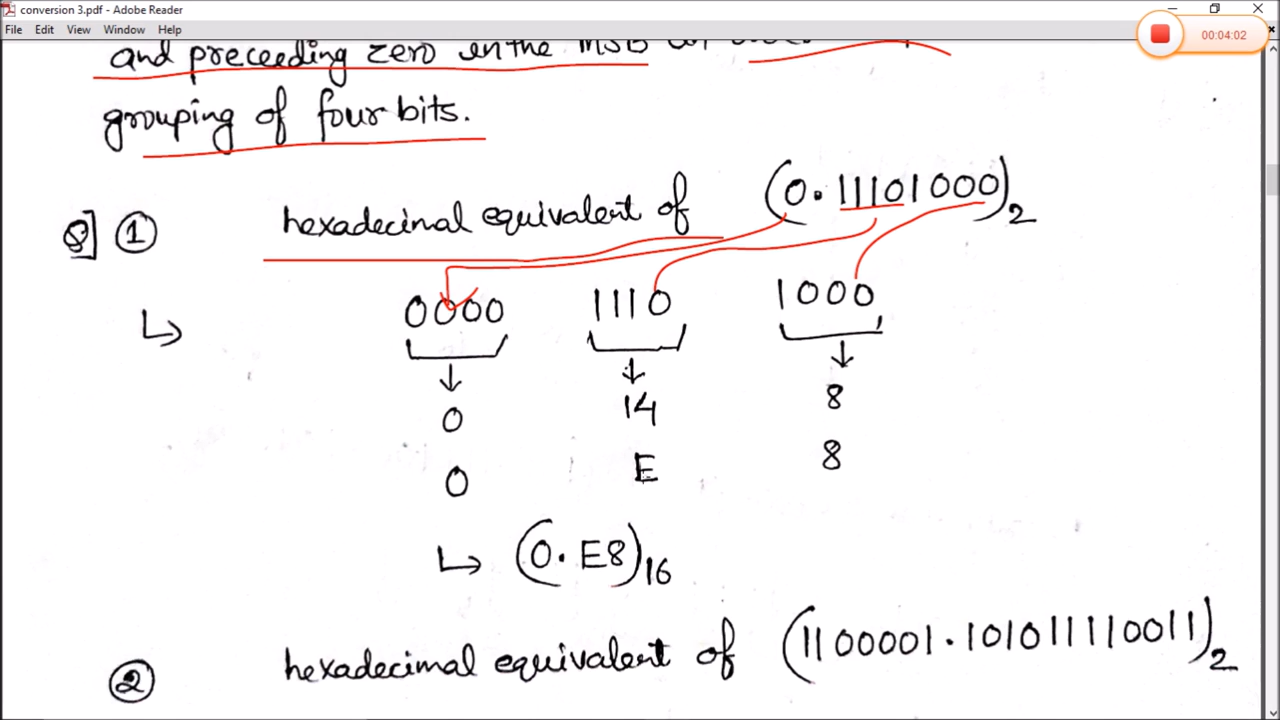 conversion 3.pdf - Adobe Reader
File Edit View Window Help
00:04:02
and preceeding zero in the MSB
grouping of four bits.
Q] ① hexadecimal equivalent of (0.11101000)₂
↳ 0000 1110 1000
↓ ↓ ↓
0 14 8
0 E 8
↳ (0.E8)₁₆
② hexadecimal equivalent of (1100001.101011110011)₂